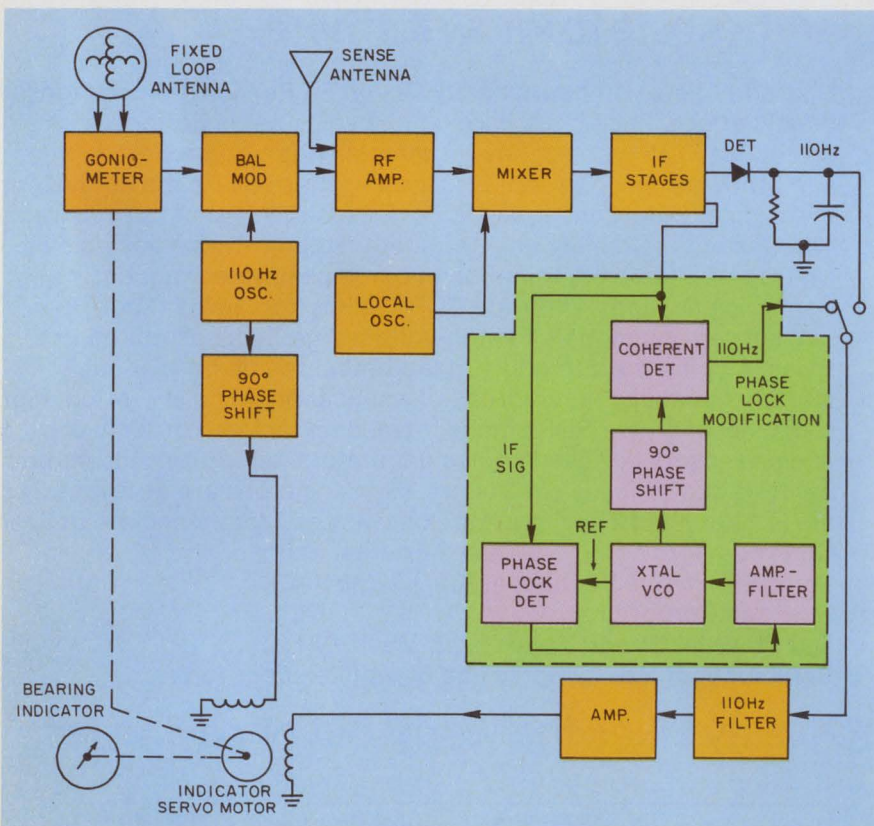 FIXED
LOOP
ANTENNA
SENSE
ANTENNA
GONIO-
METER
BAL
MOD
RF
AMP.
MIXER
IF
STAGES
DET
110Hz
110 Hz
OSC.
LOCAL
OSC.
90°
PHASE
SHIFT
COHERENT
DET
110Hz
PHASE
LOCK
MODIFICATION
IF
SIG
90°
PHASE
SHIFT
REF
PHASE
LOCK
DET
XTAL
VCO
AMP.-
FILTER
BEARING
INDICATOR
INDICATOR
SERVO MOTOR
AMP.
110Hz
FILTER